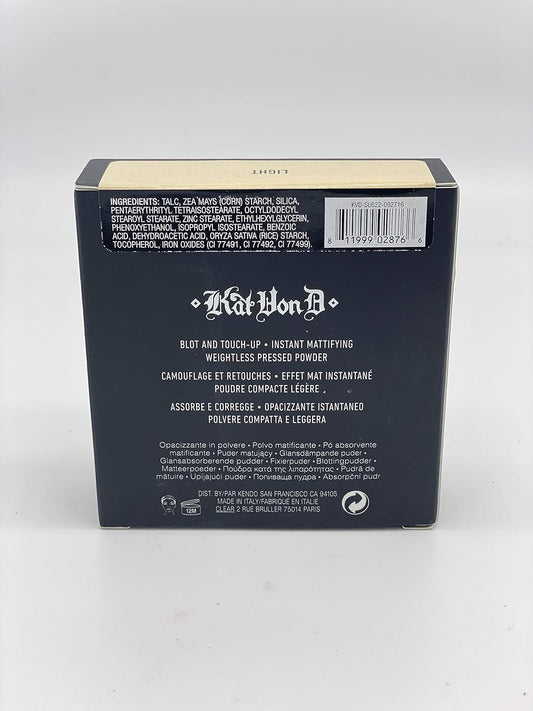 LIGHT
INGREDIENTS: TALC, ZEA MAYS (CORN) STARCH, SILICA,
PENTAERYTHRITYL TETRAISOSTEARATE, OCTYLDODECYL
STEAROYL STEARATE, ZINC STEARATE, ETHYLHEXYLGLYCERIN,
PHENOXYETHANOL, ISOPROPYL ISOSTEARATE, BENZOIC
ACID, DEHYDROACETIC ACID, ORYZA SATIVA (RICE) STARCH,
TOCOPHEROL, IRON OXIDES (CI 77491, CI 77492, CI 77499).
KVD-SU622-092716
8 11999 02876 6
Kat Von D
BLOT AND TOUCH-UP • INSTANT MATTIFYING
WEIGHTLESS PRESSED POWDER
CAMOUFLAGE ET RETOUCHES • EFFET MAT INSTANTANÉ
POUDRE COMPACTE LÉGÈRE
ASSORBE E CORREGGE • OPACIZZANTE ISTANTANEO
POLVERE COMPATTA E LEGGERA
Opacizzante in polvere • Polvo matificante • Pó absorvente
matificante • Puder matujący • Glansdämpande puder •
Glansabsorberende pudder • Fixierpuder • Blottingpudder •
Matteerpoeder • Πούδρα κατά της λιπαρότητας • Pudră de
mătuire • Upijajući puder • Попиваща пудра • Absorpční pudr
DIST. BY/PAR KENDO SAN FRANCISCO CA 94105
MADE IN ITALY/FABRIQUÉ EN ITALIE
CLEAR 2 RUE BRULLER 75014 PARIS
12M